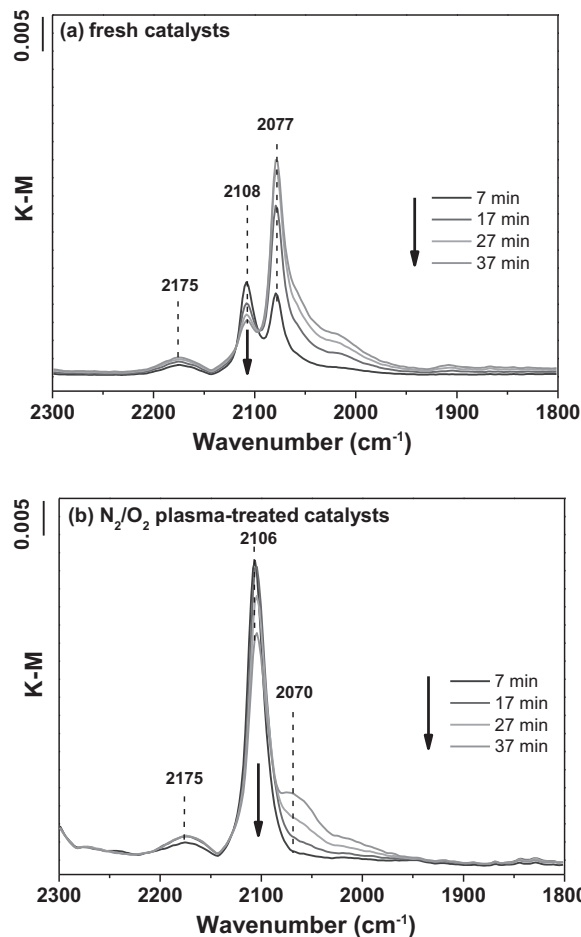 0.005
(a) fresh catalysts
2077
2108
2175
7 min
17 min
27 min
37 min
K-M
2300 2200 2100 2000 1900 1800
Wavenumber (cm⁻¹)
0.005
(b) N₂/O₂ plasma-treated catalysts
2106
2070
2175
7 min
17 min
27 min
37 min
K-M
2300 2200 2100 2000 1900 1800
Wavenumber (cm⁻¹)